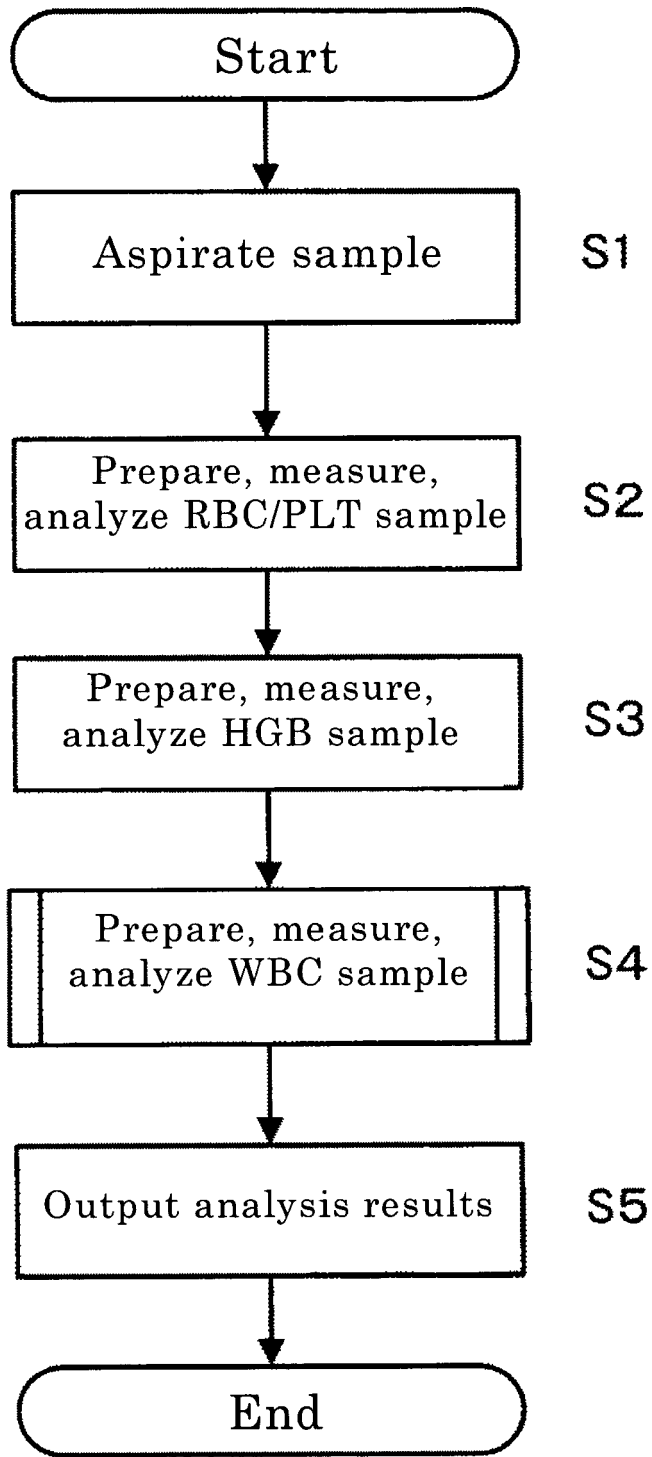 Start
Aspirate sample S1
Prepare, measure,
analyze RBC/PLT sample S2
Prepare, measure,
analyze HGB sample S3
Prepare, measure,
analyze WBC sample S4
Output analysis results S5
End